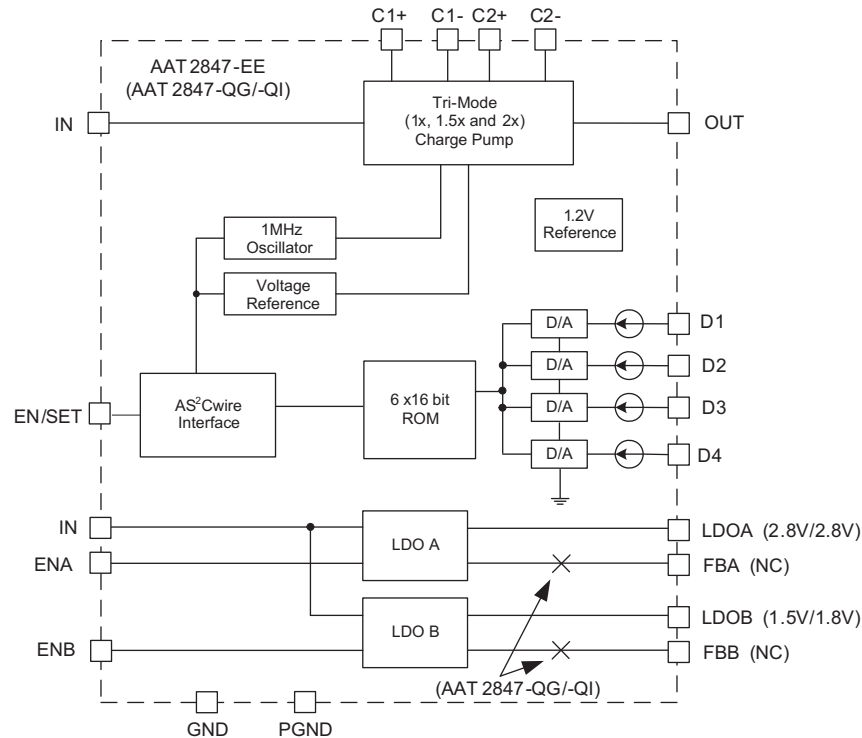 C1+ C1- C2+ C2-
AAT 2847-EE
(AAT 2847-QG/-QI)
Tri-Mode
(1x, 1.5x and 2x)
Charge Pump
IN
OUT
1.2V
Reference
1MHz
Oscillator
Voltage
Reference
D/A
D1
D/A
D2
D/A
D3
D/A
D4
EN/SET
AS²Cwire
Interface
6 x16 bit
ROM
IN
LDO A
LDOA (2.8V/2.8V)
ENA
FBA (NC)
LDO B
LDOB (1.5V/1.8V)
ENB
FBB (NC)
(AAT 2847-QG/-QI)
GND
PGND